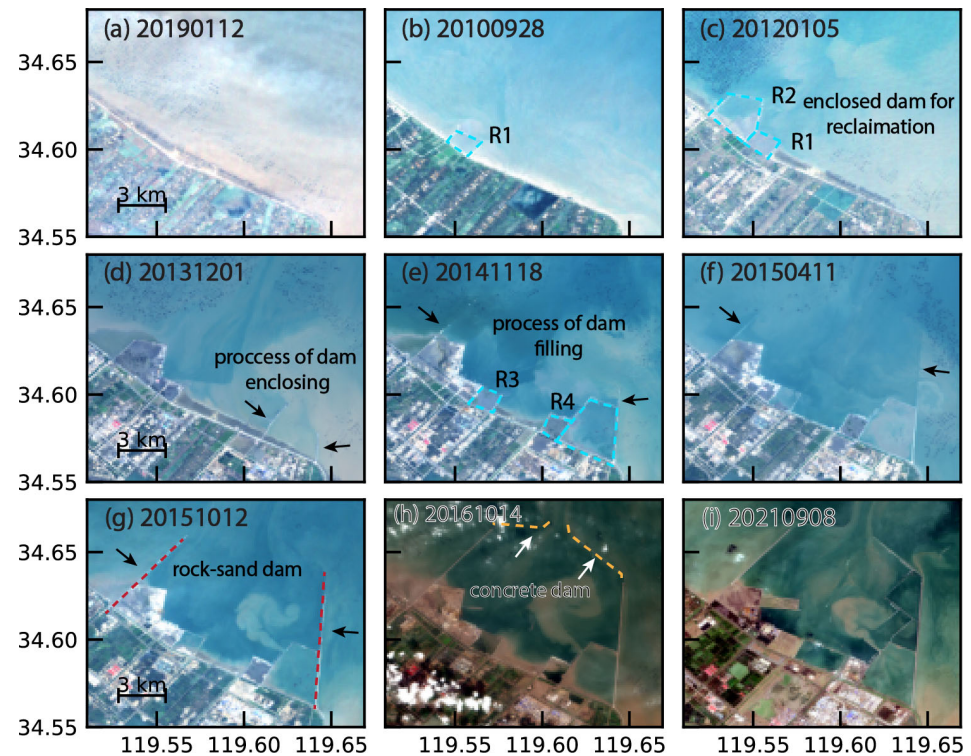 (a) 20190112
(b) 20100928
(c) 20120105
34.65
R1
R2
enclosed dam for
reclaimation
R1
34.60
3 km
34.55
(d) 20131201
(e) 20141118
(f) 20150411
34.65
proccess of dam
enclosing
process of dam
filling
34.60
R3
R4
3 km
34.55
(g) 20151012
(h) 20161014
(i) 20210908
34.65
rock-sand dam
concrete dam
34.60
3 km
34.55
119.55 119.60 119.65
119.55 119.60 119.65
119.55 119.60 119.65